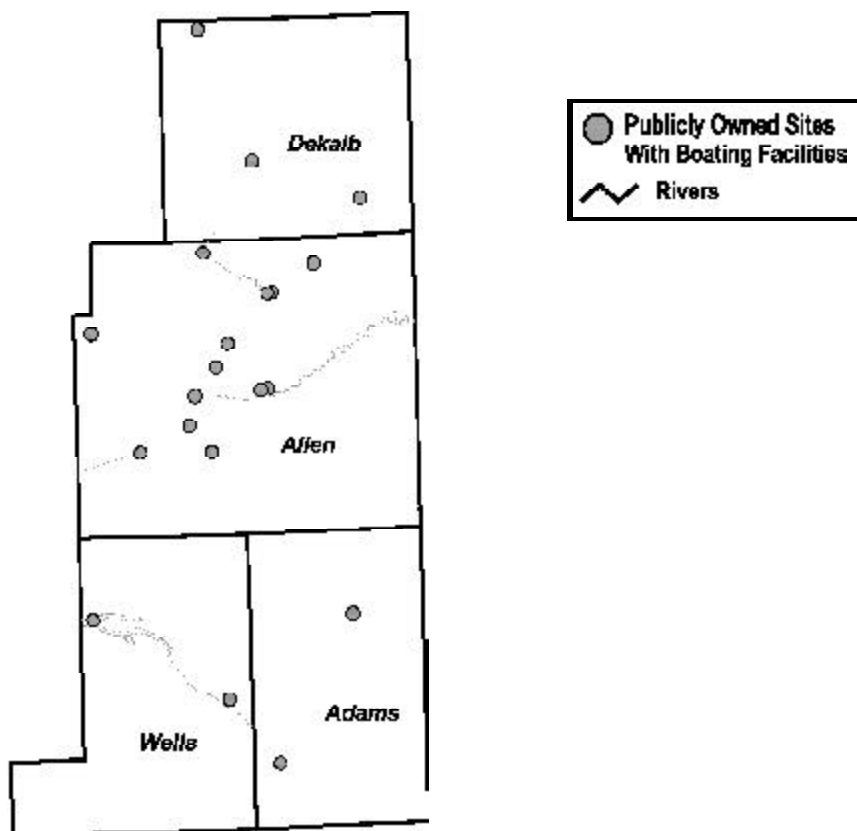 Dekalb
Publicly Owned Sites
With Boating Facilities
Rivers
Allen
Adams
Wells